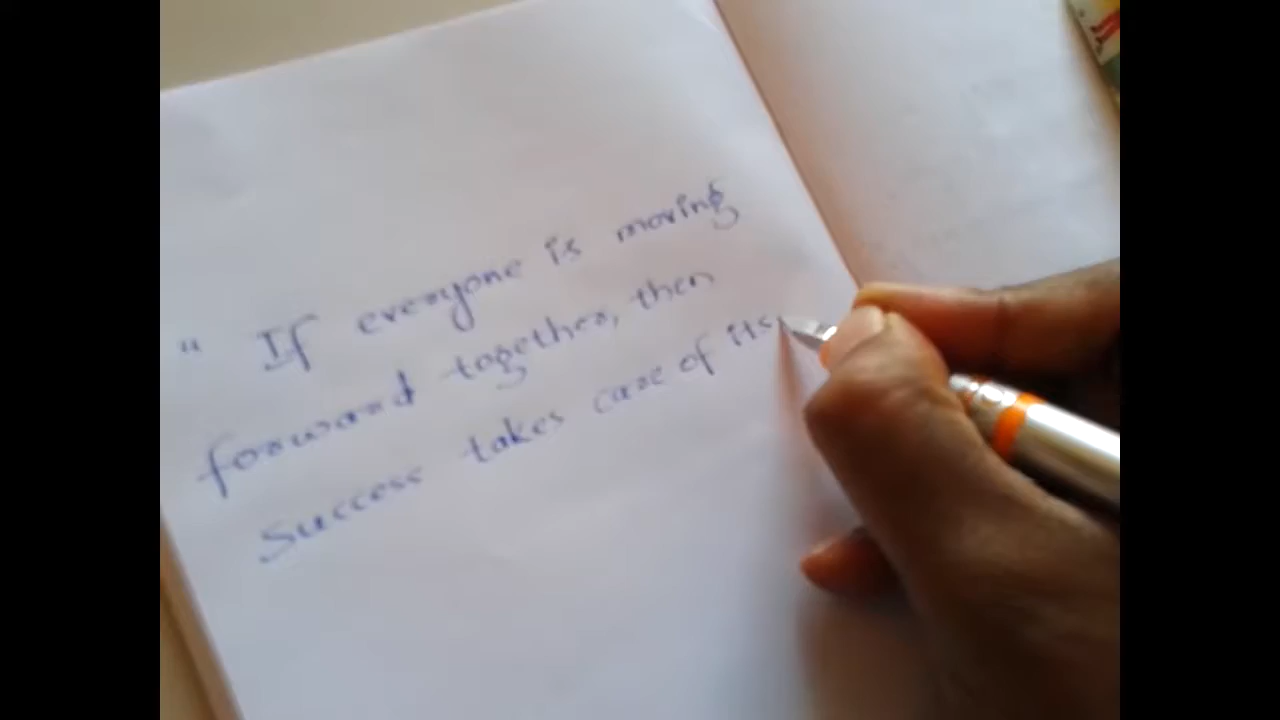 " If everyone is moving
forward together, then
success takes care of its